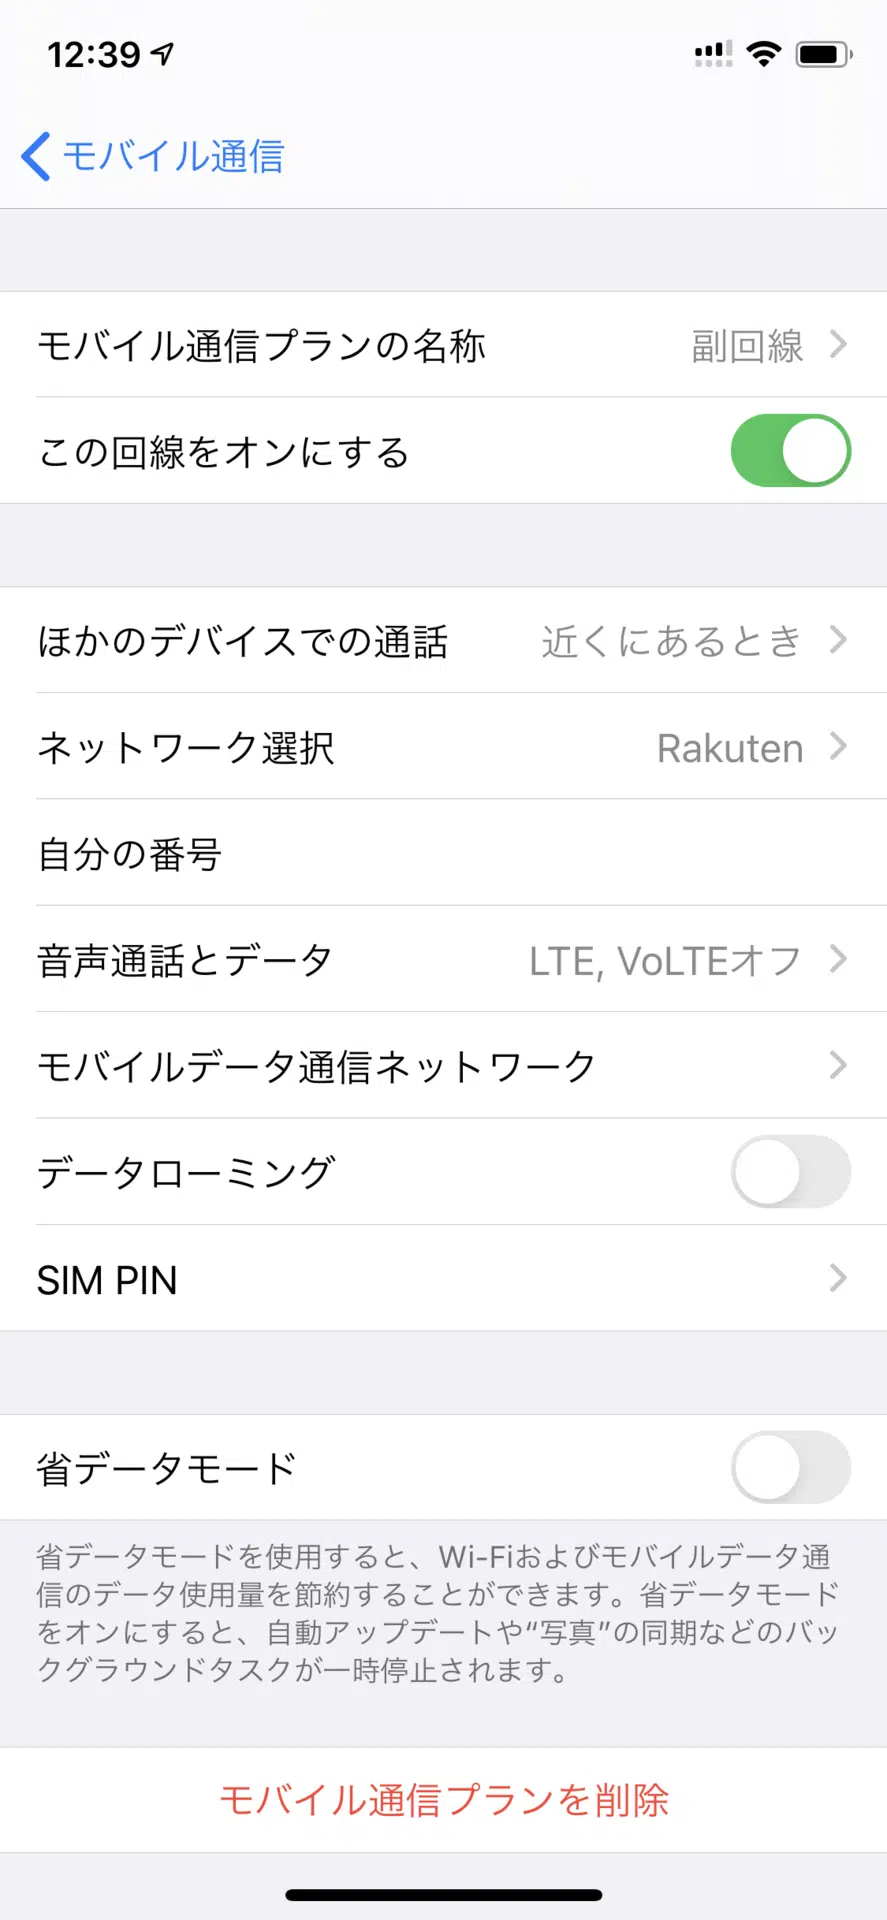 12:39
モバイル通信
モバイル通信プランの名称 副回線
この回線をオンにする
ほかのデバイスでの通話 近くにあるとき
ネットワーク選択 Rakuten
自分の番号
音声通話とデータ LTE, VoLTEオフ
モバイルデータ通信ネットワーク
データローミング
SIM PIN
省データモード
省データモードを使用すると、Wi-Fiおよびモバイルデータ通
信のデータ使用量を節約することができます。省データモード
をオンにすると、自動アップデートや“写真”の同期などのバッ
クグラウンドタスクが一時停止されます。
モバイル通信プランを削除